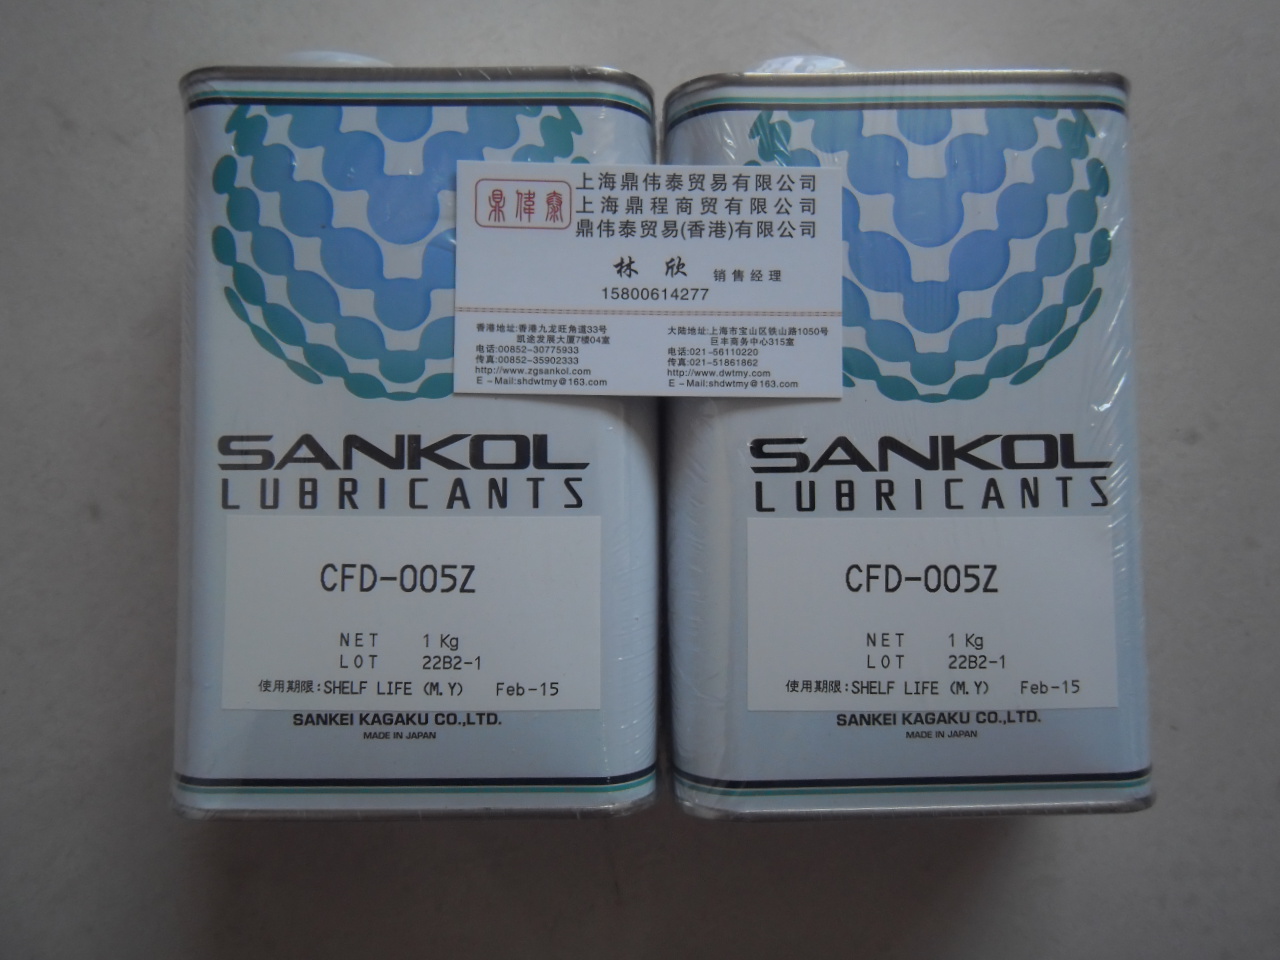 鼎偉泰
上海鼎伟泰贸易有限公司
上海鼎程商贸有限公司
鼎伟泰贸易(香港)有限公司
林 欣 销售经理
15800614277
香港地址:香港九龙旺角道33号
凯途发展大厦7楼04室
电话:00852-30775933
传真:00852-35902333
http://www.zgsankol.com
E-Mail:shdwtmy@163.com
大陆地址:上海市宝山区铁山路1050号
巨丰商务中心315室
电话:021-56110220
传真:021-51861862
http://www.dwtmy.com
E-Mail:shdwtmy@163.com
SANKOL
LUBRICANTS
CFD-005Z
NET 1 Kg
LOT 22B2-1
使用期限:SHELF LIFE (M.Y) Feb-15
SANKEI KAGAKU CO.,LTD.
MADE IN JAPAN
SANKOL
LUBRICANTS
CFD-005Z
NET 1 Kg
LOT 22B2-1
使用期限:SHELF LIFE (M.Y) Feb-15
SANKEI KAGAKU CO.,LTD.
MADE IN JAPAN